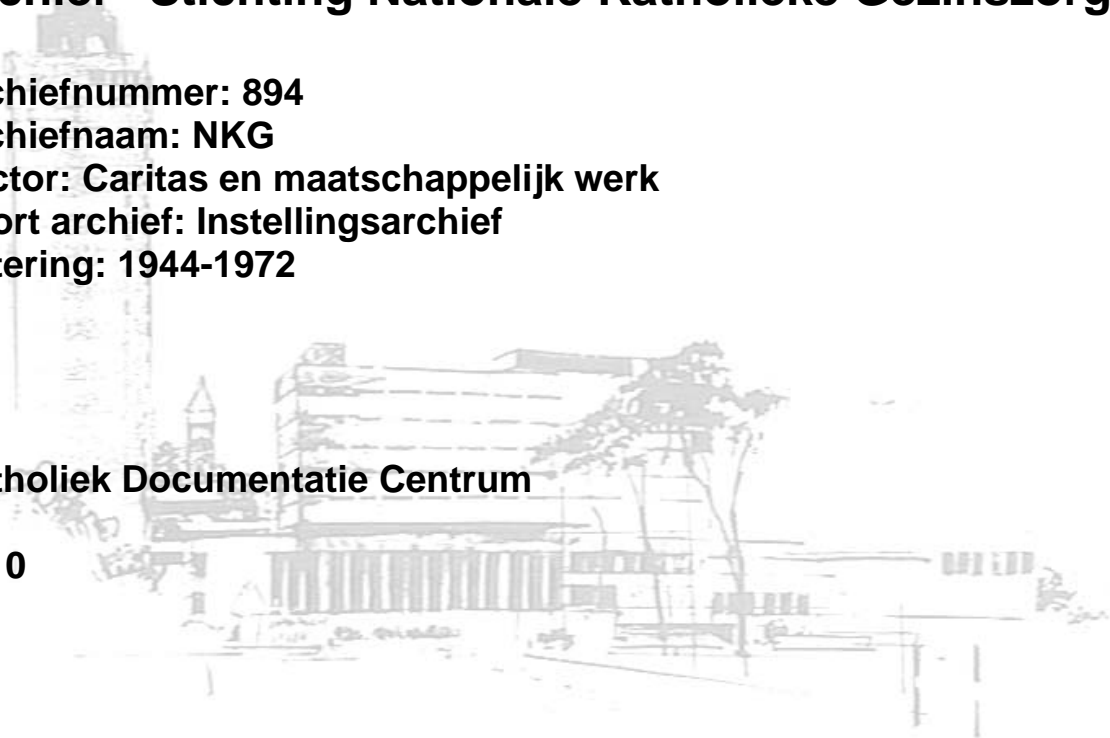 chief - Stichting Nationale Katholieke Gezinszorg
chiefnummer: 894
chiefnaam: NKG
ctor: Caritas en maatschappelijk werk
ort archief: Instellingsarchief
tering: 1944-1972
tholiek Documentatie Centrum
0